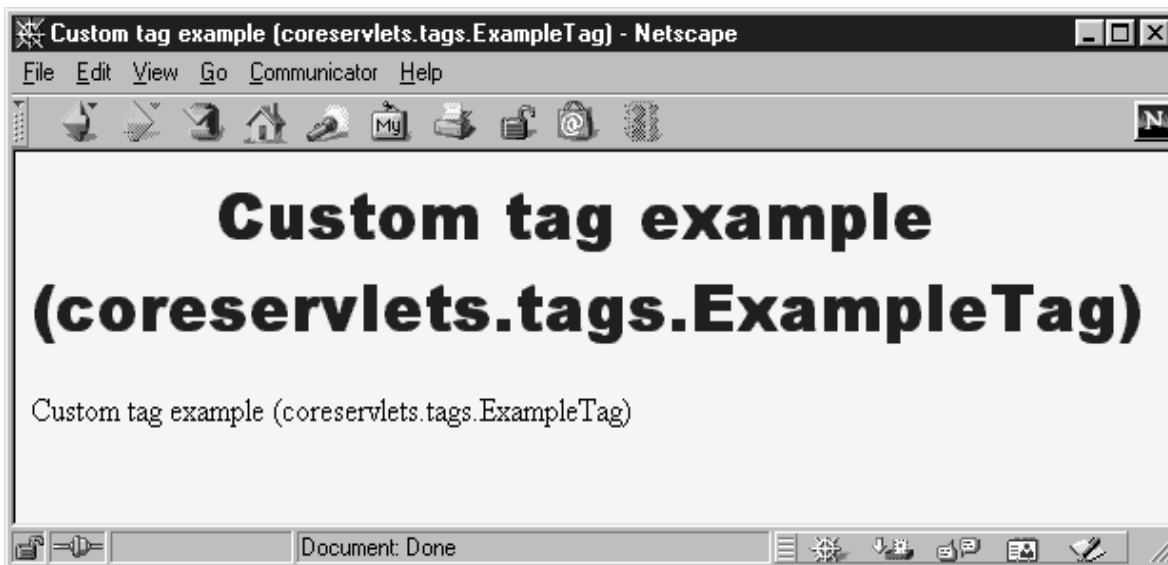 Custom tag example (coreservlets.tags.ExampleTag) - Netscape
File Edit View Go Communicator Help
My
N
Custom tag example
(coreservlets.tags.ExampleTag)
Custom tag example (coreservlets.tags.ExampleTag)
Document: Done